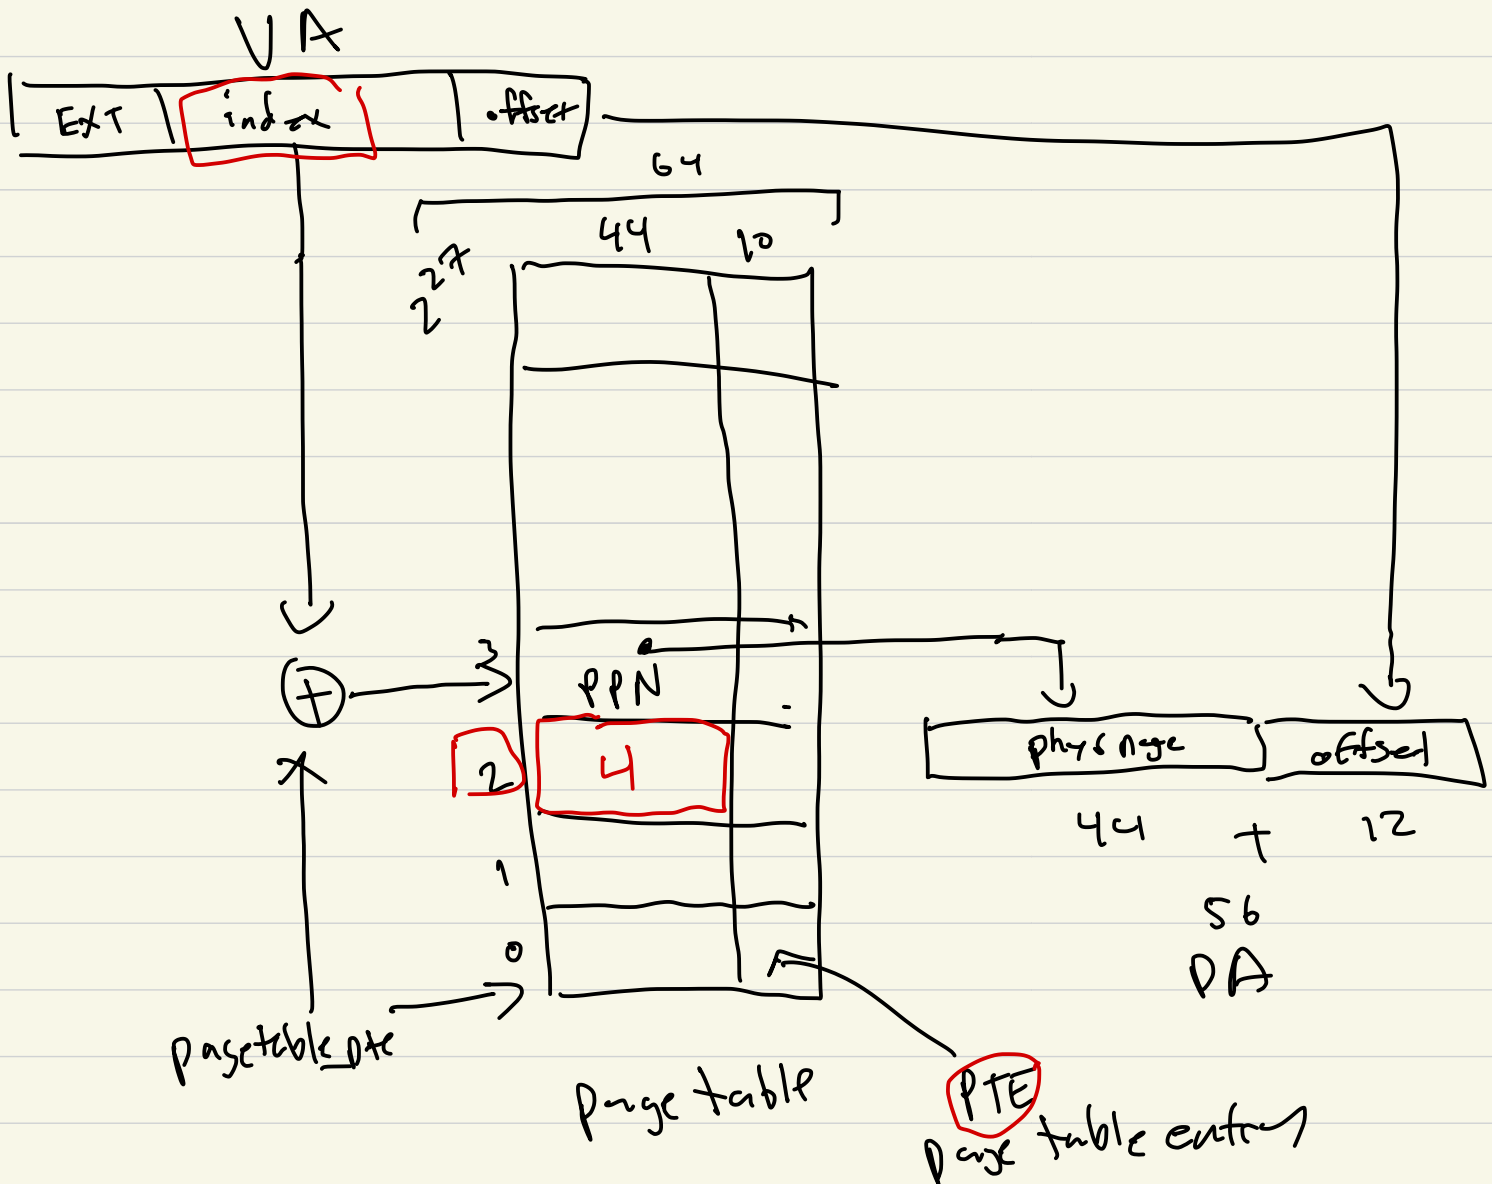 VA
EXT index offset
64
44 10
2^27
3
PPN
2 4
phys page offset
44 + 12
1
56
0
PA
pagetable_pte
page table
PTE
page table entry